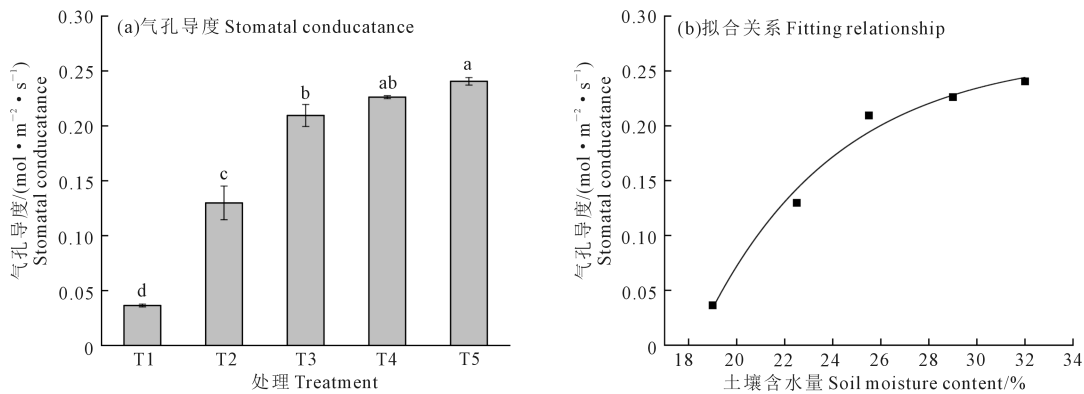 (a)气孔导度 Stomatal conducatance
气孔导度/(mol·m⁻²·s⁻¹)
Stomatal conducatance
0.30
0.25
0.20
0.15
0.10
0.05
0
a
ab
b
c
d
T1 T2 T3 T4 T5
处理 Treatment
(b)拟合关系 Fitting relationship
气孔导度/(mol·m⁻²·s⁻¹)
Stomatal conducatance
0.30
0.25
0.20
0.15
0.10
0.05
0
18 20 22 24 26 28 30 32 34
土壤含水量 Soil moisture content/%